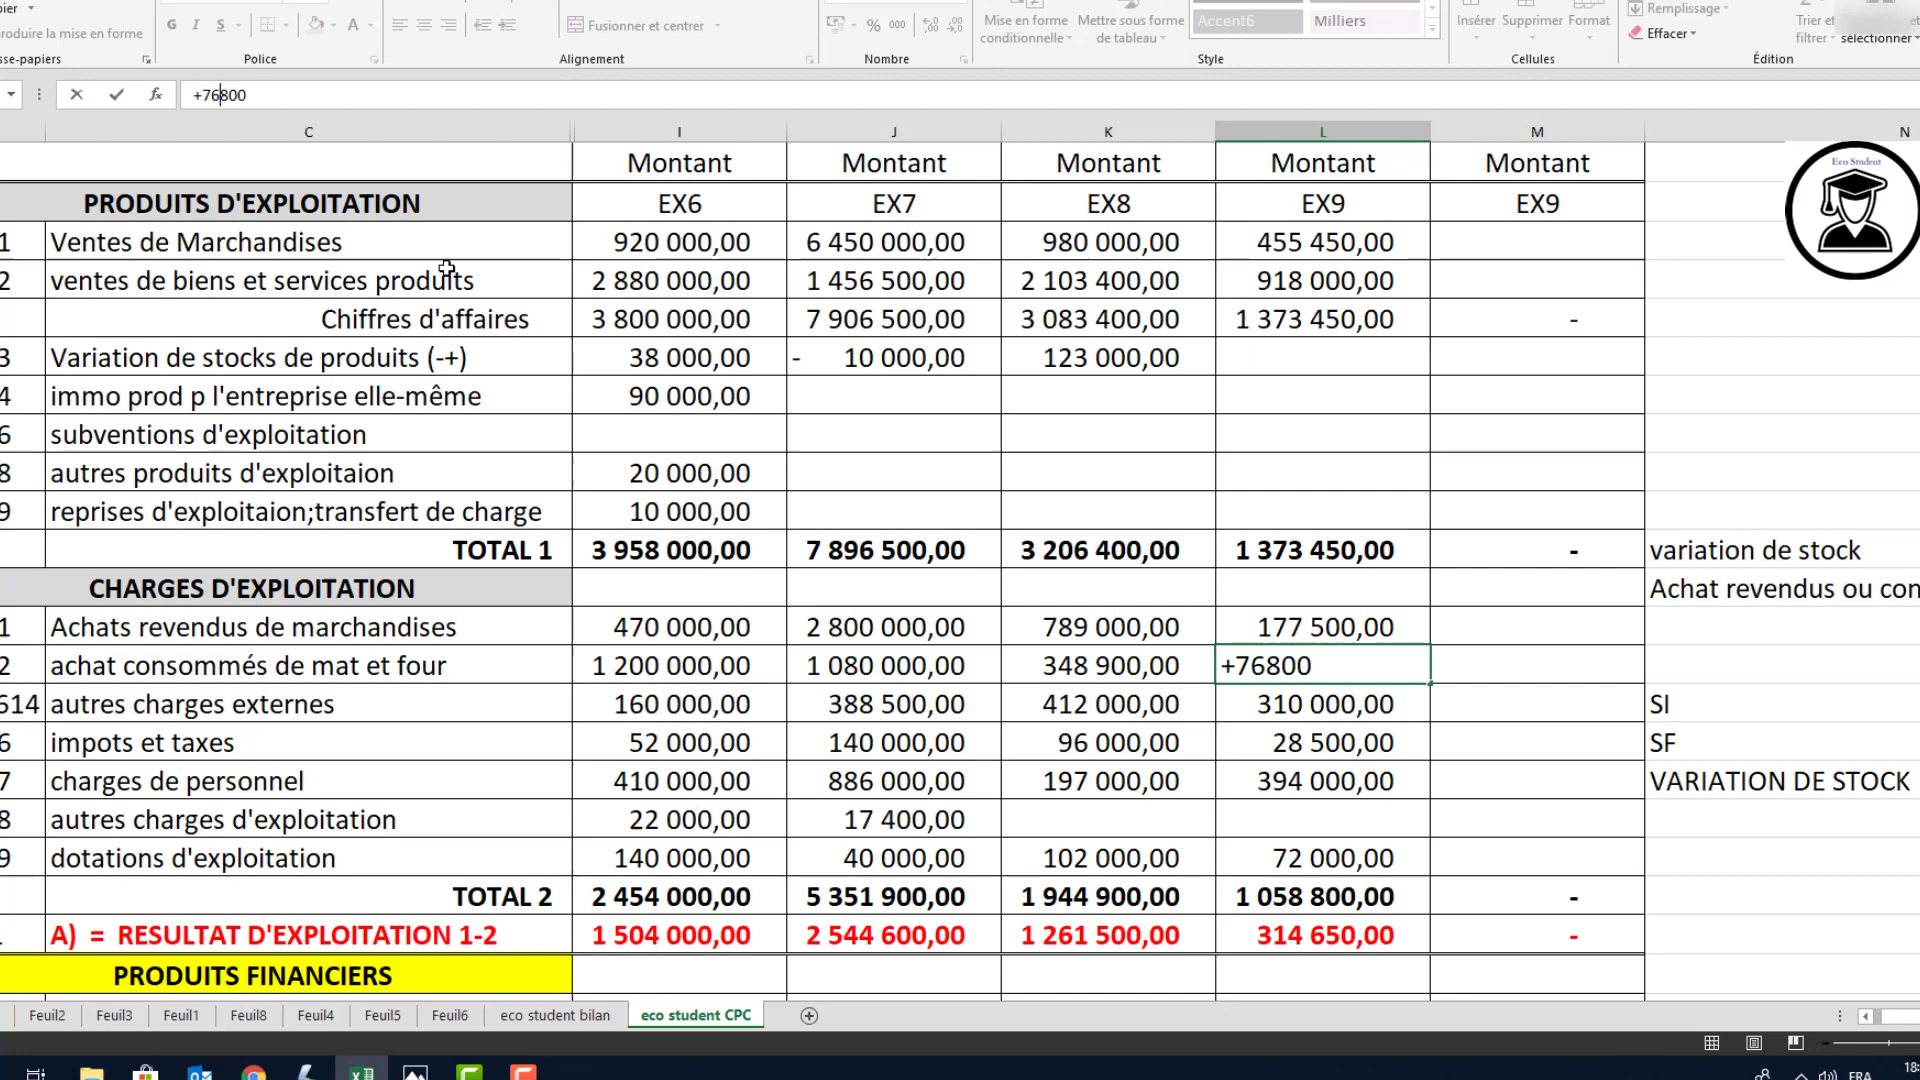 pier
Fusionner et centrer
% 000
Mise en forme Mettre sous forme
conditionnelle de tableau
Accent6 Milliers
Insérer Supprimer Format
Remplissage
Effacer
Trier et
filtrer sélectionner
roduire la mise en forme
G I S
sse-papiers Police Alignement Nombre Style Cellules Édition
fx +76800
C I J K L M N
Montant Montant Montant Montant Montant
Eco Student
PRODUITS D'EXPLOITATION EX6 EX7 EX8 EX9 EX9
1 Ventes de Marchandises 920 000,00 6 450 000,00 980 000,00 455 450,00
2 ventes de biens et services produits 2 880 000,00 1 456 500,00 2 103 400,00 918 000,00
Chiffres d'affaires 3 800 000,00 7 906 500,00 3 083 400,00 1 373 450,00 -
3 Variation de stocks de produits (-+) 38 000,00 - 10 000,00 123 000,00
4 immo prod p l'entreprise elle-même 90 000,00
6 subventions d'exploitation
8 autres produits d'exploitaion 20 000,00
9 reprises d'exploitaion;transfert de charge 10 000,00
TOTAL 1 3 958 000,00 7 896 500,00 3 206 400,00 1 373 450,00 - variation de stock
CHARGES D'EXPLOITATION Achat revendus ou con
1 Achats revendus de marchandises 470 000,00 2 800 000,00 789 000,00 177 500,00
2 achat consommés de mat et four 1 200 000,00 1 080 000,00 348 900,00 +76800
614 autres charges externes 160 000,00 388 500,00 412 000,00 310 000,00 SI
6 impots et taxes 52 000,00 140 000,00 96 000,00 28 500,00 SF
7 charges de personnel 410 000,00 886 000,00 197 000,00 394 000,00 VARIATION DE STOCK
8 autres charges d'exploitation 22 000,00 17 400,00
9 dotations d'exploitation 140 000,00 40 000,00 102 000,00 72 000,00
TOTAL 2 2 454 000,00 5 351 900,00 1 944 900,00 1 058 800,00 -
A) = RESULTAT D'EXPLOITATION 1-2 1 504 000,00 2 544 600,00 1 261 500,00 314 650,00 -
PRODUITS FINANCIERS
Feuil2 Feuil3 Feuil1 Feuil8 Feuil4 Feuil5 Feuil6 eco student bilan eco student CPC
FRA 18: